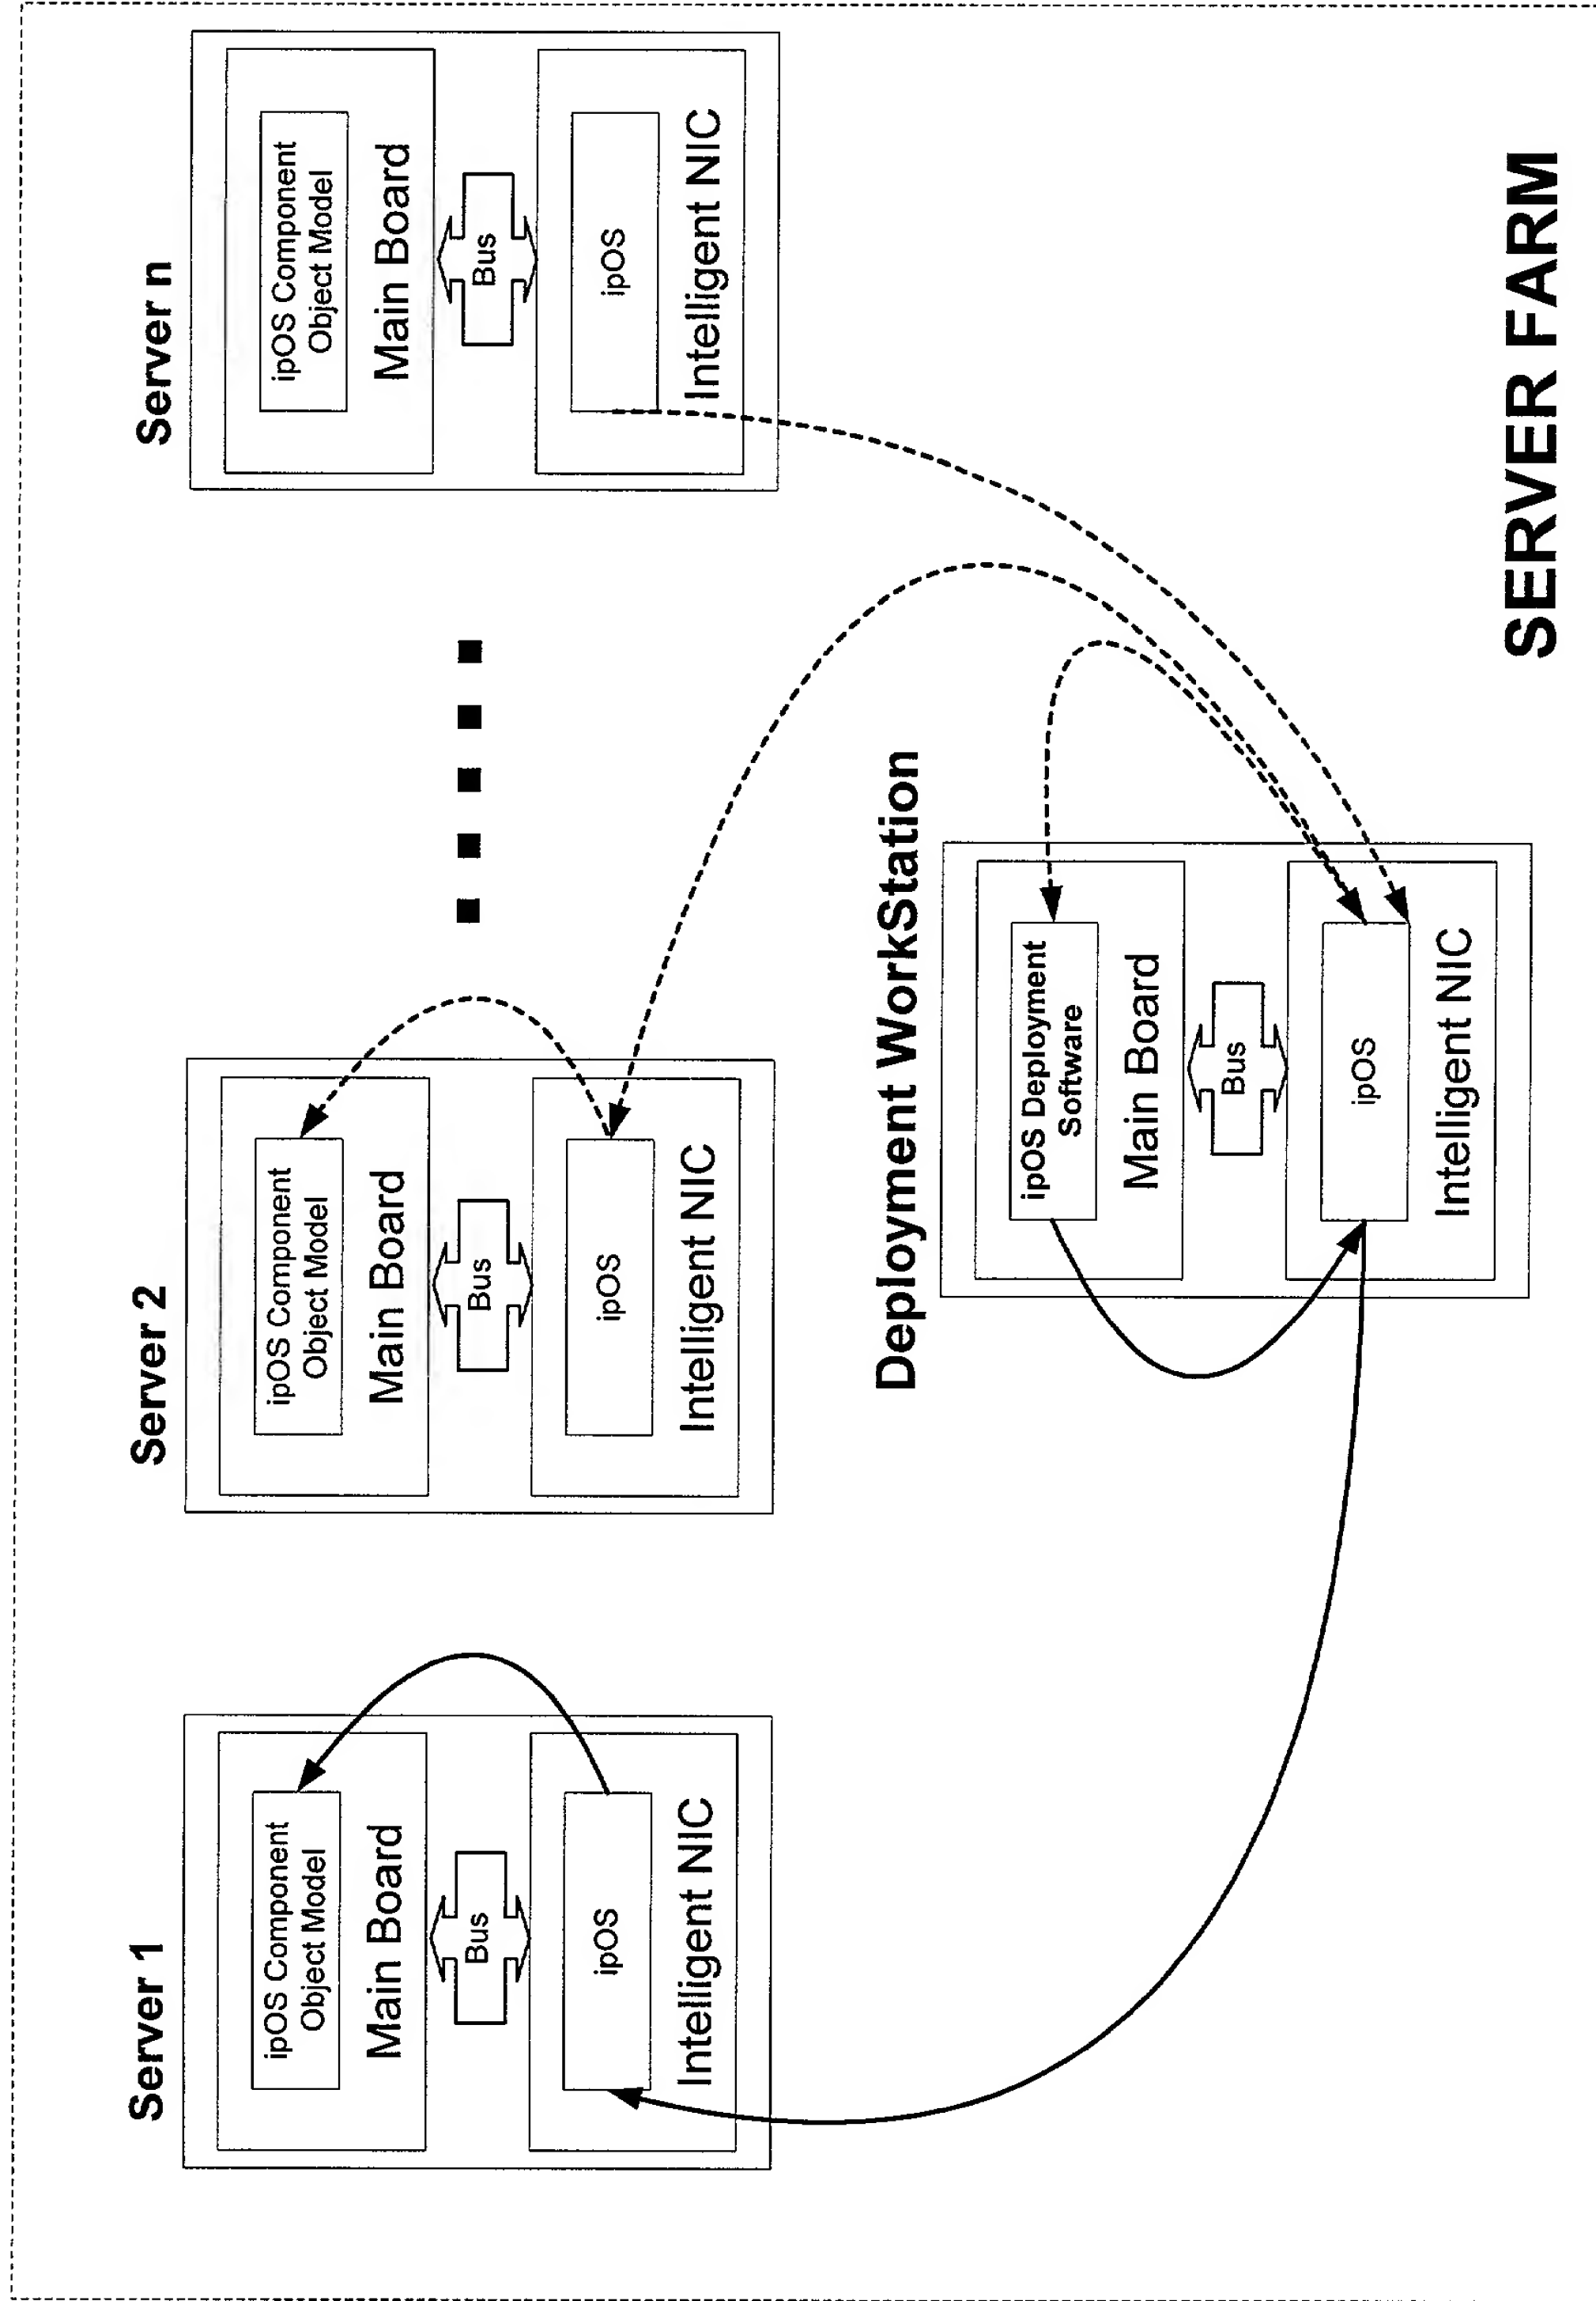 Server 1
ipOS Component
Object Model
Main Board
Bus
ipOS
Intelligent NIC
Server 2
ipOS Component
Object Model
Main Board
Bus
ipOS
Intelligent NIC
Server n
ipOS Component
Object Model
Main Board
Bus
ipOS
Intelligent NIC
Deployment WorkStation
ipOS Deployment
Software
Main Board
Bus
ipOS
Intelligent NIC
SERVER FARM